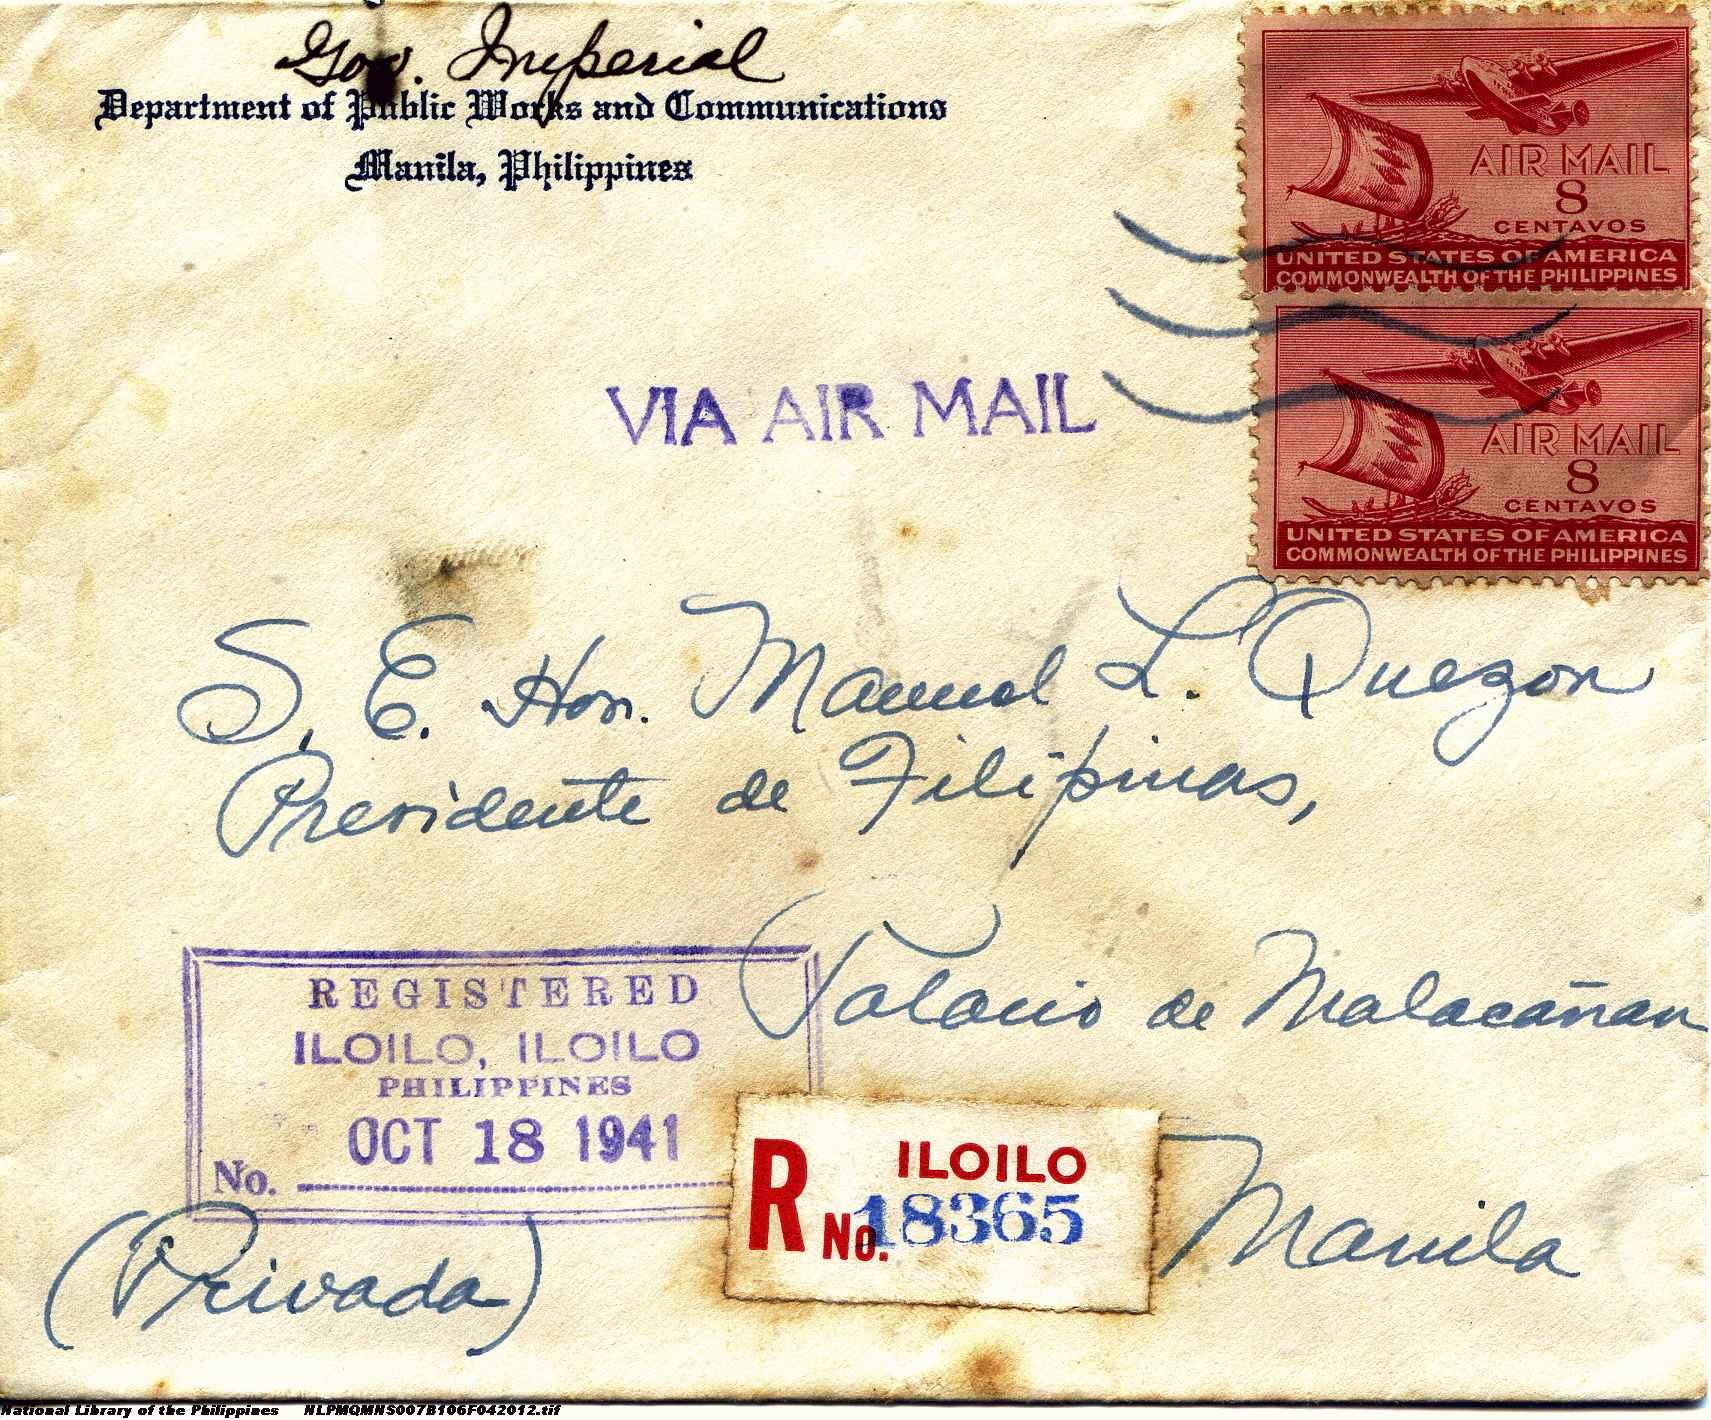 Gov. Imperial
Department of Public Works and Communications
Manila, Philippines
AIR MAIL
8
CENTAVOS
UNITED STATES OF AMERICA
COMMONWEALTH OF THE PHILIPPINES
AIR MAIL
8
CENTAVOS
UNITED STATES OF AMERICA
COMMONWEALTH OF THE PHILIPPINES
VIA AIR MAIL
S. E. Hon. Manuel L. Quezon
Presidente de Filipinas,
Palacio de Malacañan
Manila
REGISTERED
ILOILO, ILOILO
PHILIPPINES
OCT 18 1941
No.
R ILOILO
No. 18365
(Privada)
National Library of the Philippines NLPMQMNS007B106F042012.tif